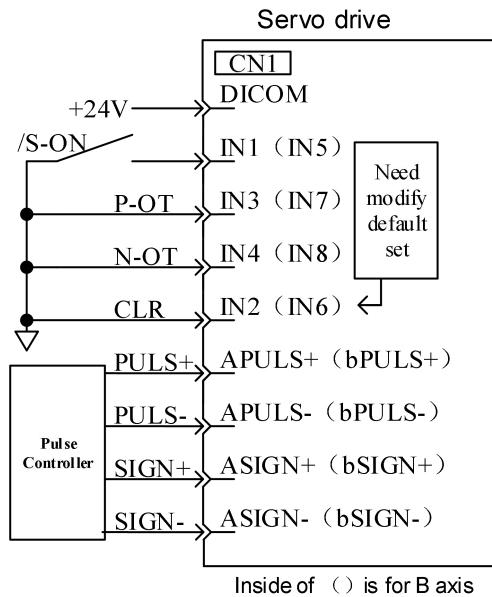 Servo drive
CN1
+24V DICOM
/S-ON IN1（IN5）
P-OT IN3（IN7）
N-OT IN4（IN8）
CLR IN2（IN6）
Need
modify
default
set
PULS+ APULS+（bPULS+）
PULS- APULS-（bPULS-）
Pulse
Controller
SIGN+ ASIGN+（bSIGN+）
SIGN- ASIGN-（bSIGN-）
Inside of （）is for B axis